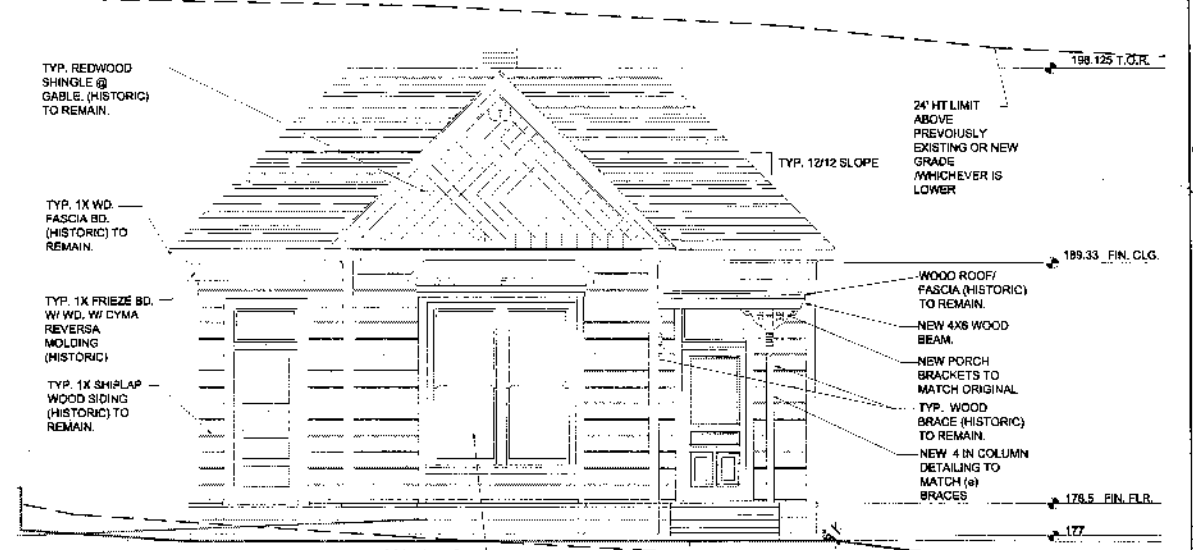 TYP. REDWOOD
SHINGLE @
GABLE. (HISTORIC)
TO REMAIN.
TYP. 1X WD.
FASCIA BD.
(HISTORIC) TO
REMAIN.
TYP. 1X FRIEZE BD.
W/ WD. W/ CYMA
REVERSA
MOLDING
(HISTORIC)
TYP. 1X SHIPLAP
WOOD SIDING
(HISTORIC) TO
REMAIN.
TYP. 12/12 SLOPE
198.125 T.O.R.
24' HT LIMIT
ABOVE
PREVOIUSLY
EXISTING OR NEW
GRADE
/WHICHEVER IS
LOWER
189.33 FIN. CLG.
WOOD ROOF/
FASCIA (HISTORIC)
TO REMAIN.
NEW 4X6 WOOD
BEAM.
NEW PORCH
BRACKETS TO
MATCH ORIGINAL
TYP. WOOD
BRACE (HISTORIC)
TO REMAIN.
NEW 4 IN COLUMN
DETAILING TO
MATCH (e)
BRACES
178.5 FIN. FLR.
177